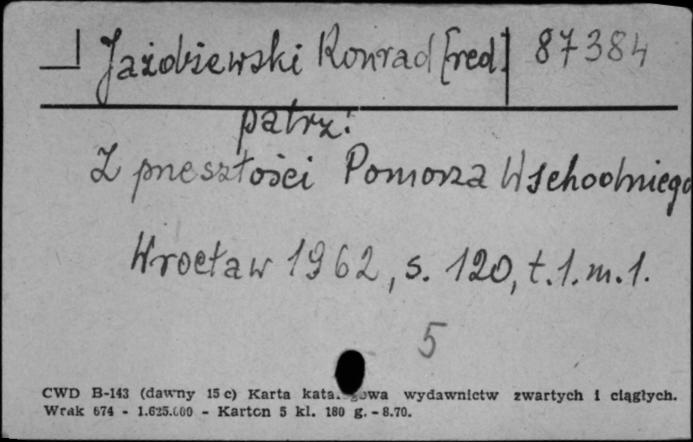 Jażdżewski Konrad [red.] 87384
patrz:
Z przeszłości Pomorza Wschodniego
Wrocław 1962, s. 120, t.1. m.1.
5
CWD B-143 (dawny 15 c) Karta katalogowa wydawnictw zwartych i ciągłych.
Wrak 674 - 1.625.000 - Karton 5 kl. 180 g. - 8.70.